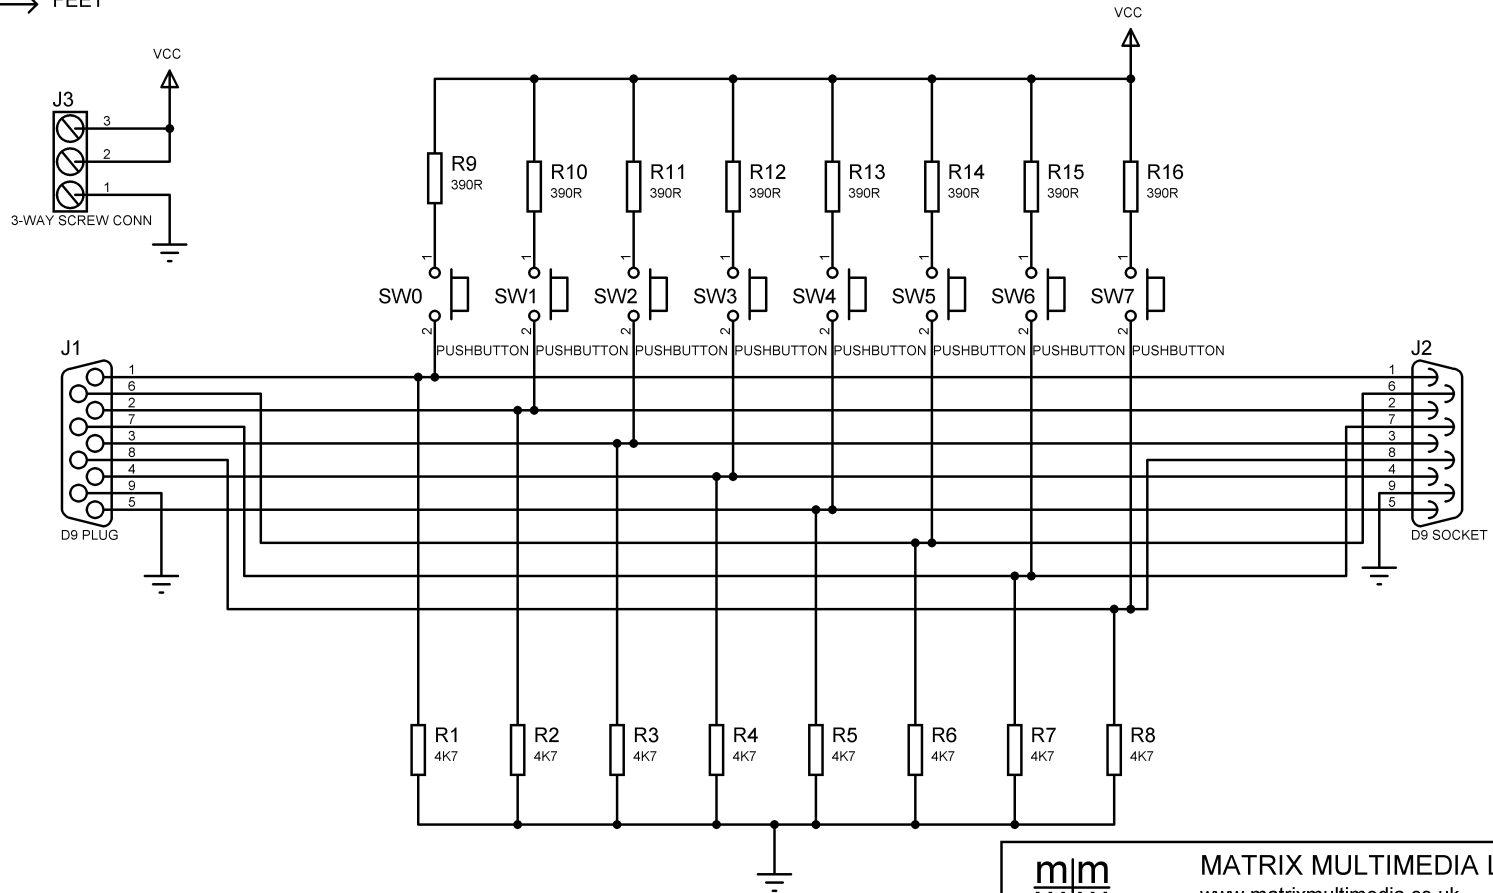 FEET
VCC
VCC
J3
3
2
1
3-WAY SCREW CONN
R9
390R
R10
390R
R11
390R
R12
390R
R13
390R
R14
390R
R15
390R
R16
390R
1 1 1 1 1 1 1 1
SW0 SW1 SW2 SW3 SW4 SW5 SW6 SW7
2 2 2 2 2 2 2 2
PUSHBUTTON PUSHBUTTON PUSHBUTTON PUSHBUTTON PUSHBUTTON PUSHBUTTON PUSHBUTTON PUSHBUTTON
J1
1
6
2
7
3
8
4
9
5
D9 PLUG
J2
1
6
2
7
3
8
4
9
5
D9 SOCKET
R1
4K7
R2
4K7
R3
4K7
R4
4K7
R5
4K7
R6
4K7
R7
4K7
R8
4K7
m|m
MATRIX MULTIMEDIA L
www.matrixmultimedia.co.uk